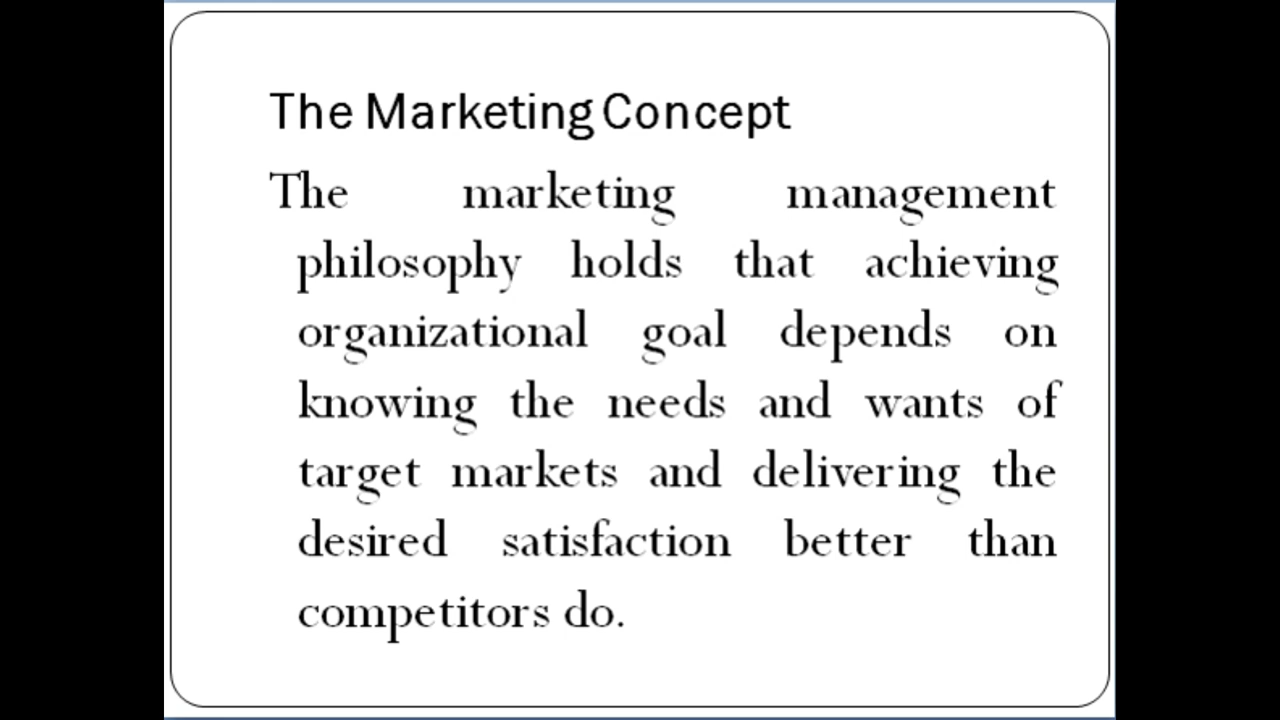 The Marketing Concept
The marketing management
philosophy holds that achieving
organizational goal depends on
knowing the needs and wants of
target markets and delivering the
desired satisfaction better than
competitors do.